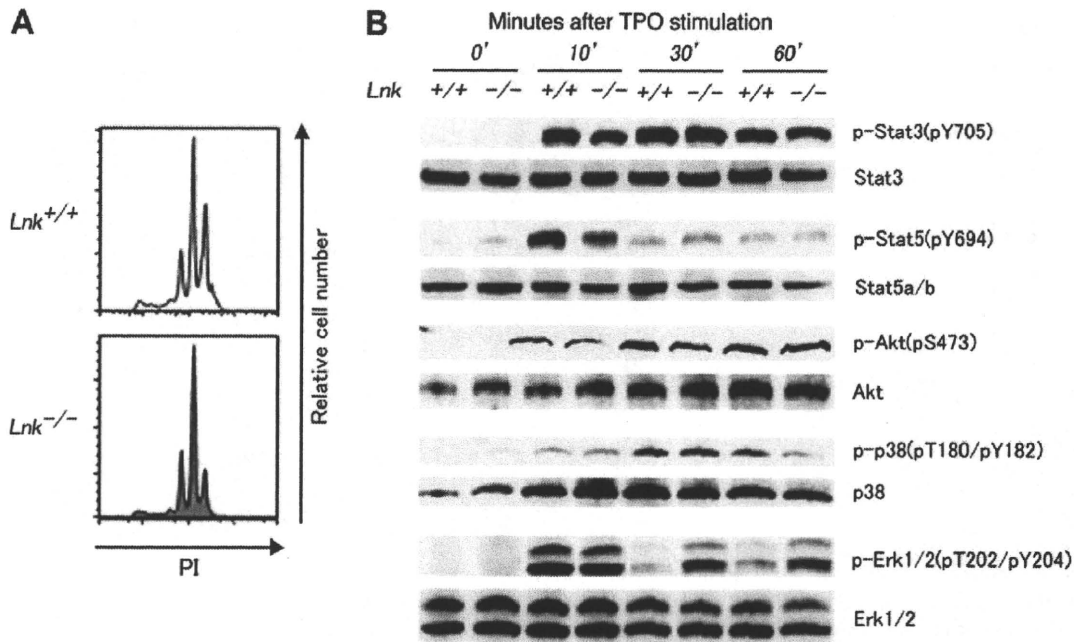 A
Lnk+/+
Lnk−/−
Relative cell number
PI
B
Minutes after TPO stimulation
0' 10' 30' 60'
Lnk +/+ −/− +/+ −/− +/+ −/− +/+ −/−
p-Stat3(pY705)
Stat3
p-Stat5(pY694)
Stat5a/b
p-Akt(pS473)
Akt
p-p38(pT180/pY182)
p38
p-Erk1/2(pT202/pY204)
Erk1/2